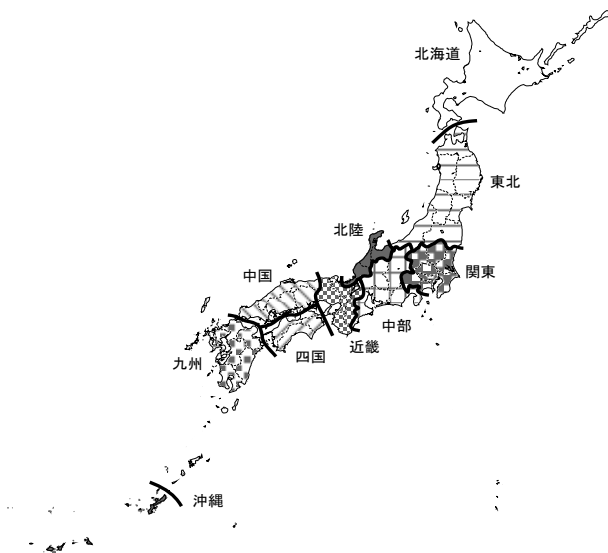 北海道
東北
北陸
関東
中国
中部
近畿
四国
九州
沖縄